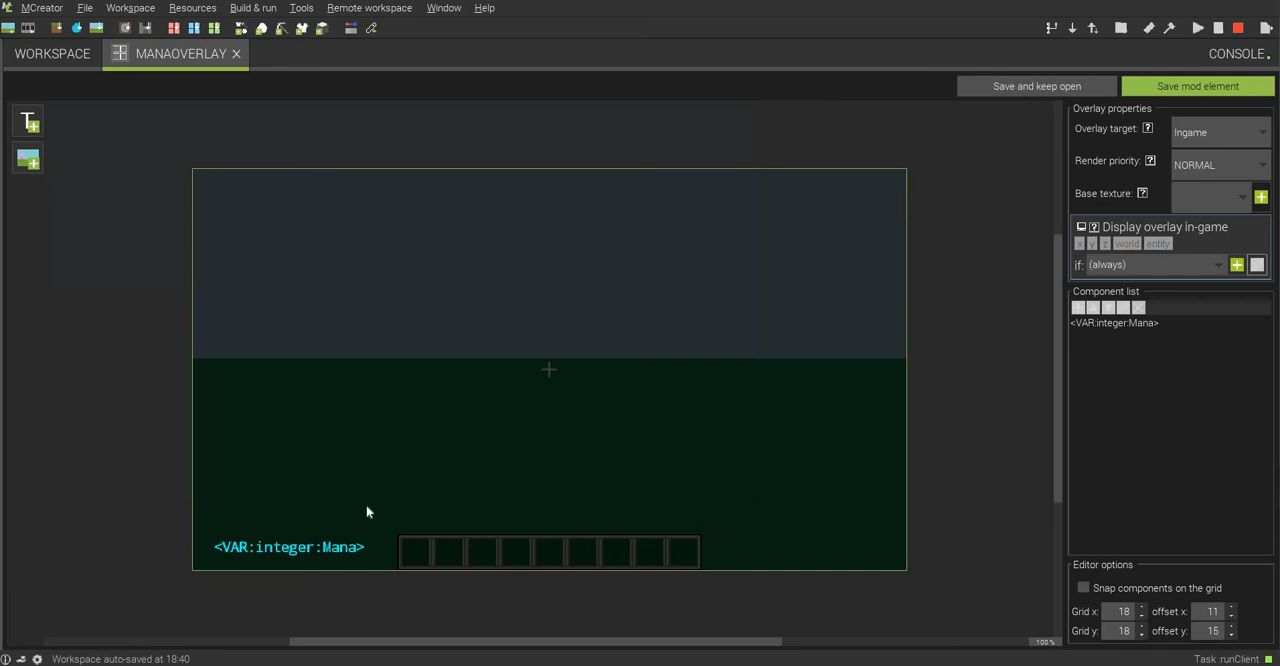 MCreator File Workspace Resources Build & run Tools Remote workspace Window Help
WORKSPACE MANAOVERLAY CONSOLE
Save and keep open Save mod element
Overlay properties
Overlay target: ? Ingame
Render priority: ? NORMAL
Base texture: ?
? Display overlay in-game
x y z world entity
if: (always)
Component list
<VAR:integer:Mana>
<VAR:integer:Mana>
Editor options
Snap components on the grid
Grid x: 18 offset x: 11
Grid y: 18 offset y: 15
100 %
Workspace auto-saved at 18:40 Task :runClient